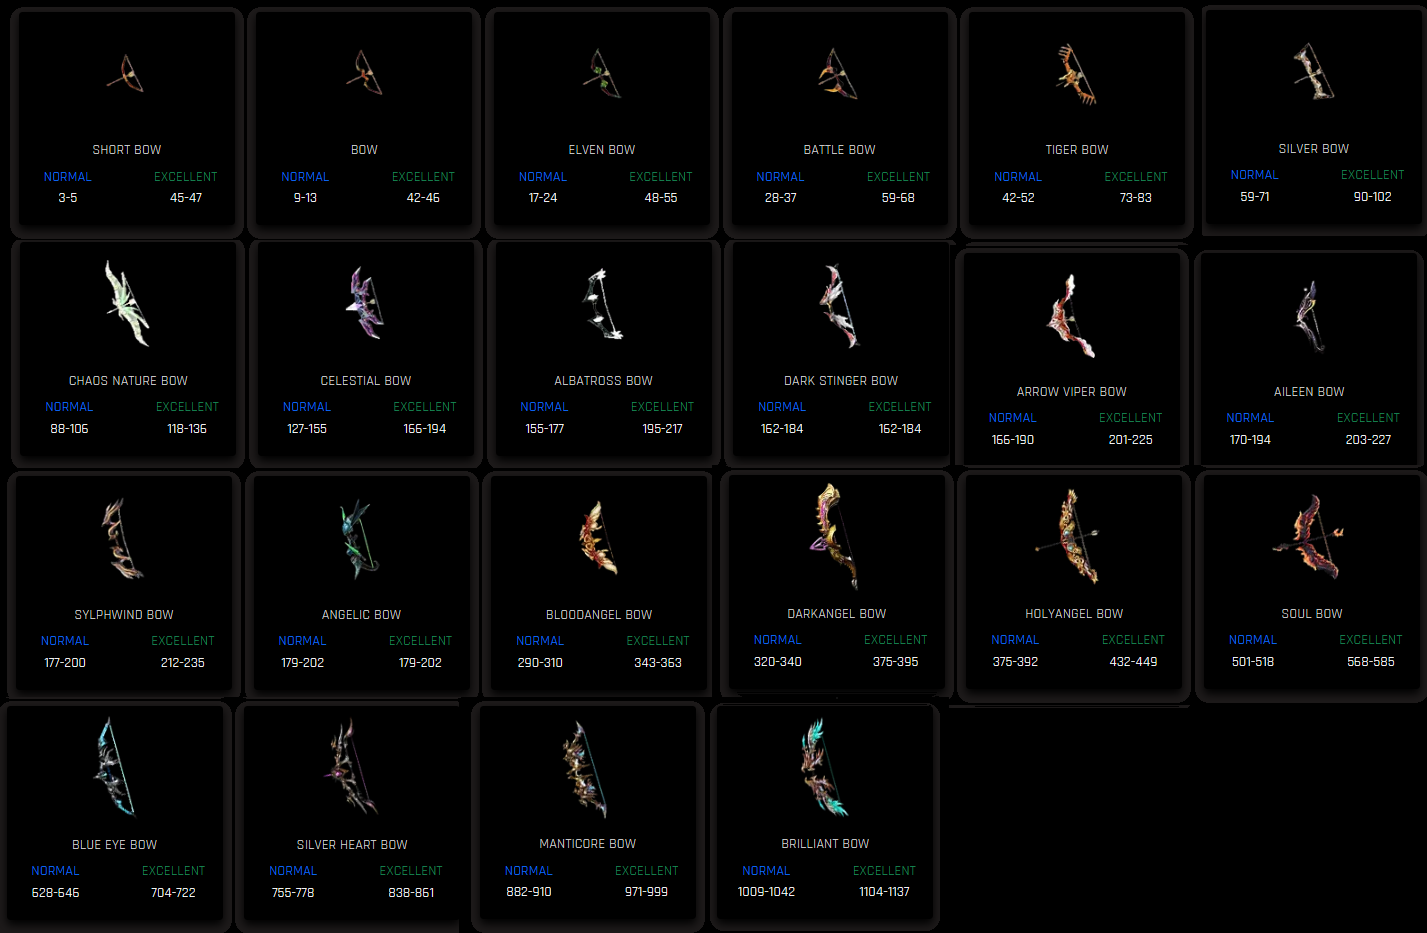 SHORT BOW
NORMAL EXCELLENT
3-5 45-47
BOW
NORMAL EXCELLENT
9-13 42-46
ELVEN BOW
NORMAL EXCELLENT
17-24 48-55
BATTLE BOW
NORMAL EXCELLENT
28-37 59-68
TIGER BOW
NORMAL EXCELLENT
42-52 73-83
SILVER BOW
NORMAL EXCELLENT
59-71 90-102
CHAOS NATURE BOW
NORMAL EXCELLENT
88-106 118-136
CELESTIAL BOW
NORMAL EXCELLENT
127-155 166-194
ALBATROSS BOW
NORMAL EXCELLENT
155-177 195-217
DARK STINGER BOW
NORMAL EXCELLENT
162-184 162-184
ARROW VIPER BOW
NORMAL EXCELLENT
166-190 201-225
AILEEN BOW
NORMAL EXCELLENT
170-194 203-227
SYLPHWIND BOW
NORMAL EXCELLENT
177-200 212-235
ANGELIC BOW
NORMAL EXCELLENT
179-202 179-202
BLOODANGEL BOW
NORMAL EXCELLENT
290-310 343-363
DARKANGEL BOW
NORMAL EXCELLENT
320-340 375-395
HOLYANGEL BOW
NORMAL EXCELLENT
375-392 432-449
SOUL BOW
NORMAL EXCELLENT
501-518 568-585
BLUE EYE BOW
NORMAL EXCELLENT
628-646 704-722
SILVER HEART BOW
NORMAL EXCELLENT
755-778 838-861
MANTICORE BOW
NORMAL EXCELLENT
882-910 971-999
BRILLIANT BOW
NORMAL EXCELLENT
1009-1042 1104-1137